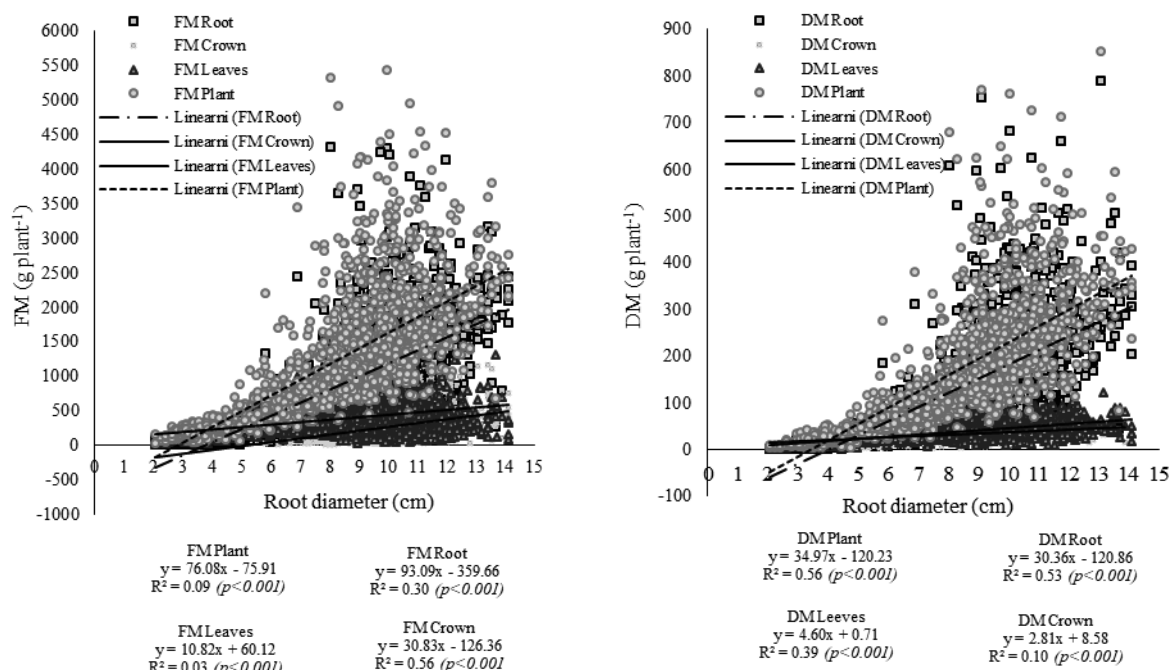 FM Root
FM Crown
FM Leaves
FM Plant
Linearni (FM Root)
Linearni (FM Crown)
Linearni (FM Leaves)
Linearni (FM Plant)
6000
5500
5000
4500
4000
3500
3000
2500
2000
1500
1000
500
0
-500
-1000
FM (g plant-1)
0 1 2 3 4 5 6 7 8 9 10 11 12 13 14 15
Root diameter (cm)
FM Plant
y = 76.08x - 75.91
R² = 0.09 (p<0.001)
FM Root
y = 93.09x - 359.66
R² = 0.30 (p<0.001)
FM Leaves
y = 10.82x + 60.12
R² = 0.03 (p<0.001)
FM Crown
y = 30.83x - 126.36
R² = 0.56 (p<0.001
DM Root
DM Crown
DM Leaves
DM Plant
Linearni (DM Root)
Linearni (DM Crown)
Linearni (DM Leaves)
Linearni (DM Plant)
900
800
700
600
500
400
300
200
100
0
-100
DM (g plant-1)
0 1 2 3 4 5 6 7 8 9 10 11 12 13 14 15
Root diameter (cm)
DM Plant
y = 34.97x - 120.23
R² = 0.56 (p<0.001)
DM Root
y = 30.36x - 120.86
R² = 0.53 (p<0.001)
DM Leeves
y = 4.60x + 0.71
R² = 0.39 (p<0.001)
DM Crown
y = 2.81x + 8.58
R² = 0.10 (p<0.001)